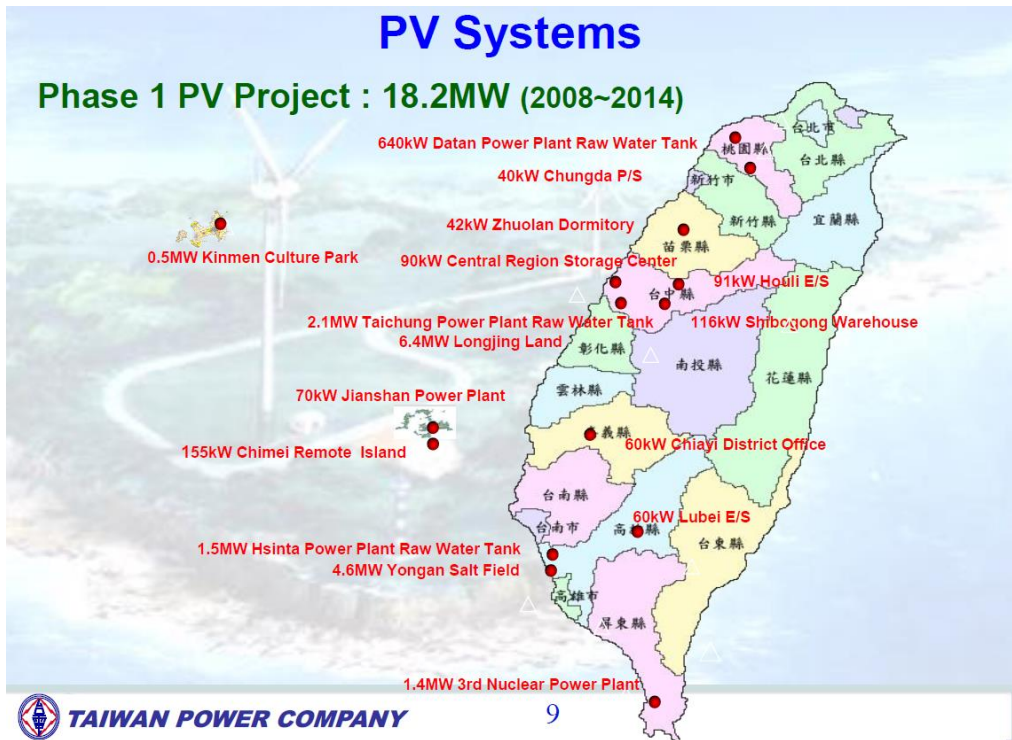 PV Systems
Phase 1 PV Project : 18.2MW (2008~2014)
640kW Datan Power Plant Raw Water Tank
40kW Chungda P/S
42kW Zhuolan Dormitory
0.5MW Kinmen Culture Park
90kW Central Region Storage Center
91kW Houli E/S
2.1MW Taichung Power Plant Raw Water Tank
116kW Shibogong Warehouse
6.4MW Longjing Land
70kW Jianshan Power Plant
155kW Chimei Remote Island
60kW Chiayi District Office
60kW Lubei E/S
1.5MW Hsinta Power Plant Raw Water Tank
4.6MW Yongan Salt Field
1.4MW 3rd Nuclear Power Plant
台北市
桃園縣
台北縣
新竹市
新竹縣
宜蘭縣
苗栗縣
台中縣
彰化縣
南投縣
花蓮縣
雲林縣
義縣
台南縣
台南市
高雄縣
台東縣
高雄市
屏東縣
TAIWAN POWER COMPANY
9